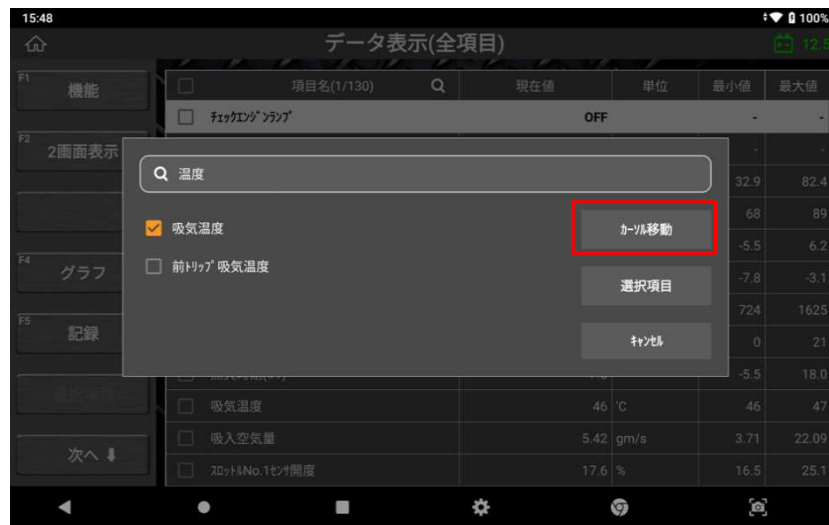 15:48 100%
データ表示(全項目) 12.5
F1 機能
項目名(1/130) 現在値 単位 最小値 最大値
ﾁｪｯｸｴﾝｼﾞﾝﾗﾝﾌﾟ OFF - -
F2 2画面表示
-
温度
32.9 82.4
吸気温度 ｶｰｿﾙ移動
68 89
-5.5 6.2
F4 グラフ
前ﾄﾘｯﾌﾟ吸気温度
選択項目
-7.8 -3.1
724 1625
F5 記録
ｷｬﾝｾﾙ
0 21
-5.5 18.0
選択項目
吸気温度 46 ℃ 46 47
吸入空気量 5.42 gm/s 3.71 22.09
次へ
ｽﾛｯﾄﾙNo.1ｾﾝｻ開度 17.6 % 16.5 25.1